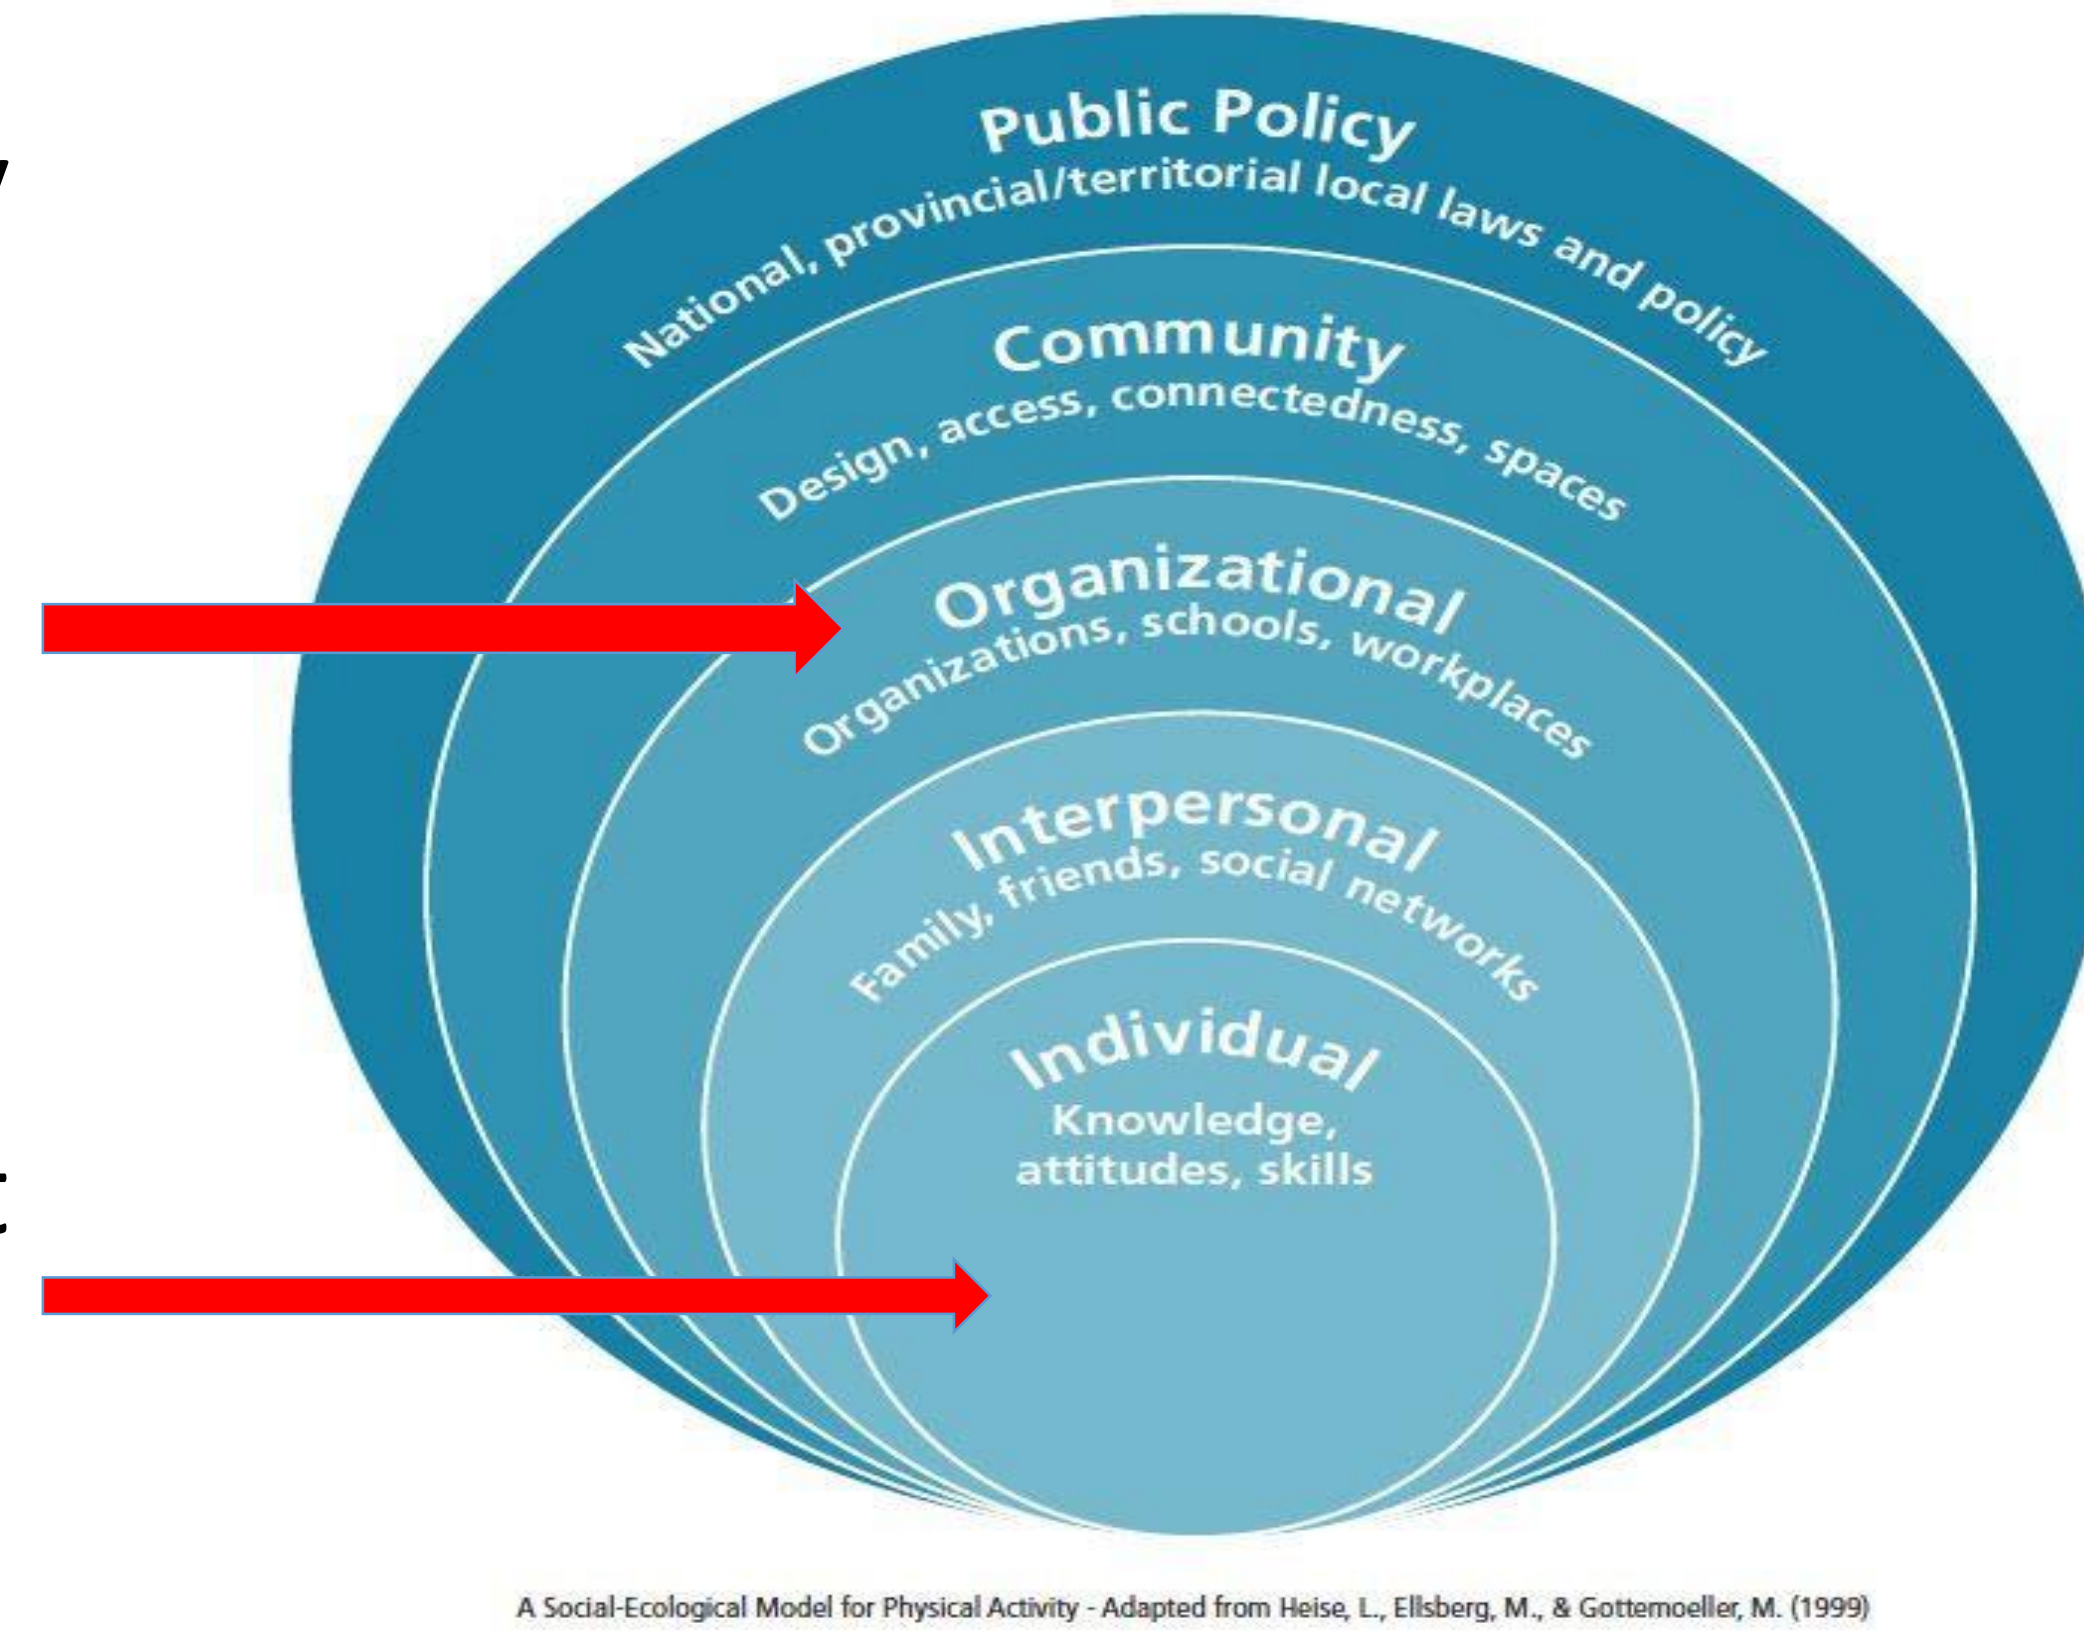 Public Policy
National, provincial/territorial local laws and policy
Community
Design, access, connectedness, spaces
Organizational
Organizations, schools, workplaces
Interpersonal
Family, friends, social networks
Individual
Knowledge,
attitudes, skills
A Social-Ecological Model for Physical Activity - Adapted from Heise, L., Ellsberg, M., & Gottemoeller, M. (1999)